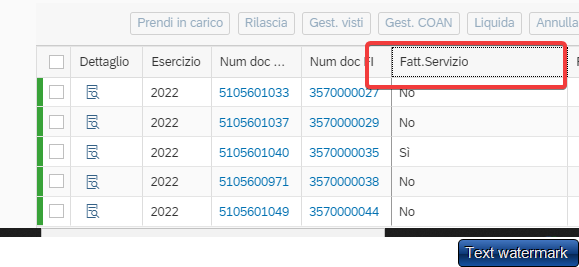 Prendi in carico Rilascia Gest. visti Gest. COAN Liquida Annulla
Dettaglio Esercizio Num doc ... Num doc FI Fatt.Servizio
2022 5105601033 3570000027 No
2022 5105601037 3570000029 No
2022 5105601040 3570000035 Sì
2022 5105600971 3570000038 No
2022 5105601049 3570000044 No
Text watermark